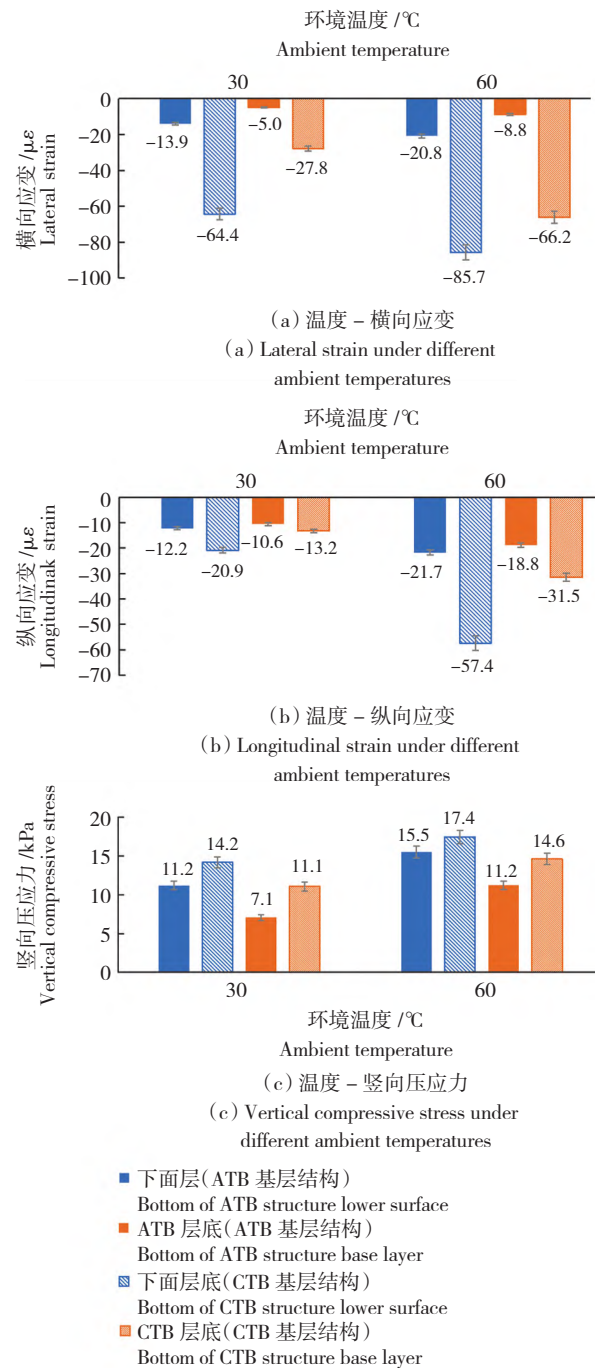 环境温度 /℃
Ambient temperature
30 60
0
−20
−40
−60
−80
−100
横向应变 /με
Lateral strain
−13.9
−64.4
−5.0
−27.8
−20.8
−85.7
−8.8
−66.2
(a) 温度 – 横向应变
(a) Lateral strain under different
ambient temperatures
环境温度 /℃
Ambient temperature
30 60
0
−10
−20
−30
−40
−50
−60
−70
纵向应变 /με
Longitudinak strain
−12.2
−20.9
−10.6
−13.2
−21.7
−57.4
−18.8
−31.5
(b) 温度 – 纵向应变
(b) Longitudinal strain under different
ambient temperatures
20
15
10
5
0
竖向压应力 /kPa
Vertical compressive stress
11.2
14.2
7.1
11.1
15.5
17.4
11.2
14.6
30 60
环境温度 /℃
Ambient temperature
(c) 温度 – 竖向压应力
(c) Vertical compressive stress under
different ambient temperatures
下面层(ATB 基层结构)
Bottom of ATB structure lower surface
ATB 层底(ATB 基层结构)
Bottom of ATB structure base layer
下面层底(CTB 基层结构)
Bottom of CTB structure lower surface
CTB 层底(CTB 基层结构)
Bottom of CTB structure base layer